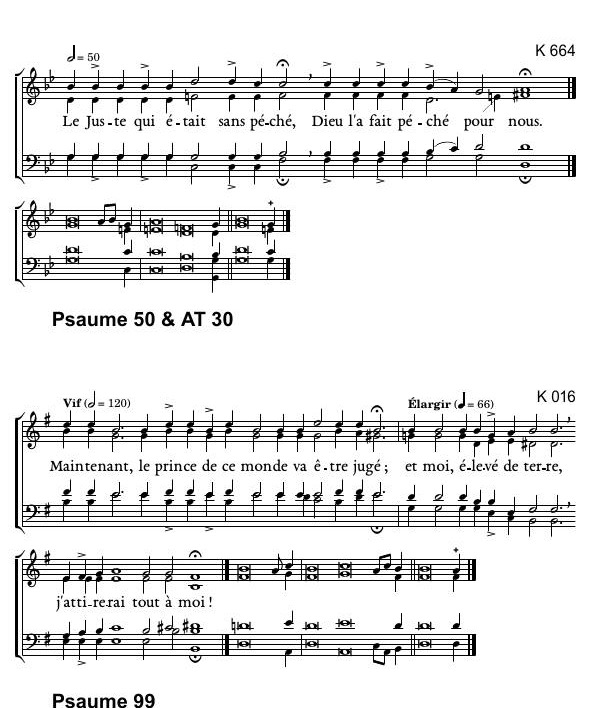 = 50
K 664
Le Jus-te qui é-tait sans pé-ché, Dieu l'a fait pé-ché pour nous.
Psaume 50 & AT 30
Vif (𝅗𝅥 = 120) Élargir (♩ = 66) K 016
Maintenant, le prince de ce monde va ê-tre jugé ; et moi, é-le-vé de ter-re,
j'atti-re-rai tout à moi !
Psaume 99